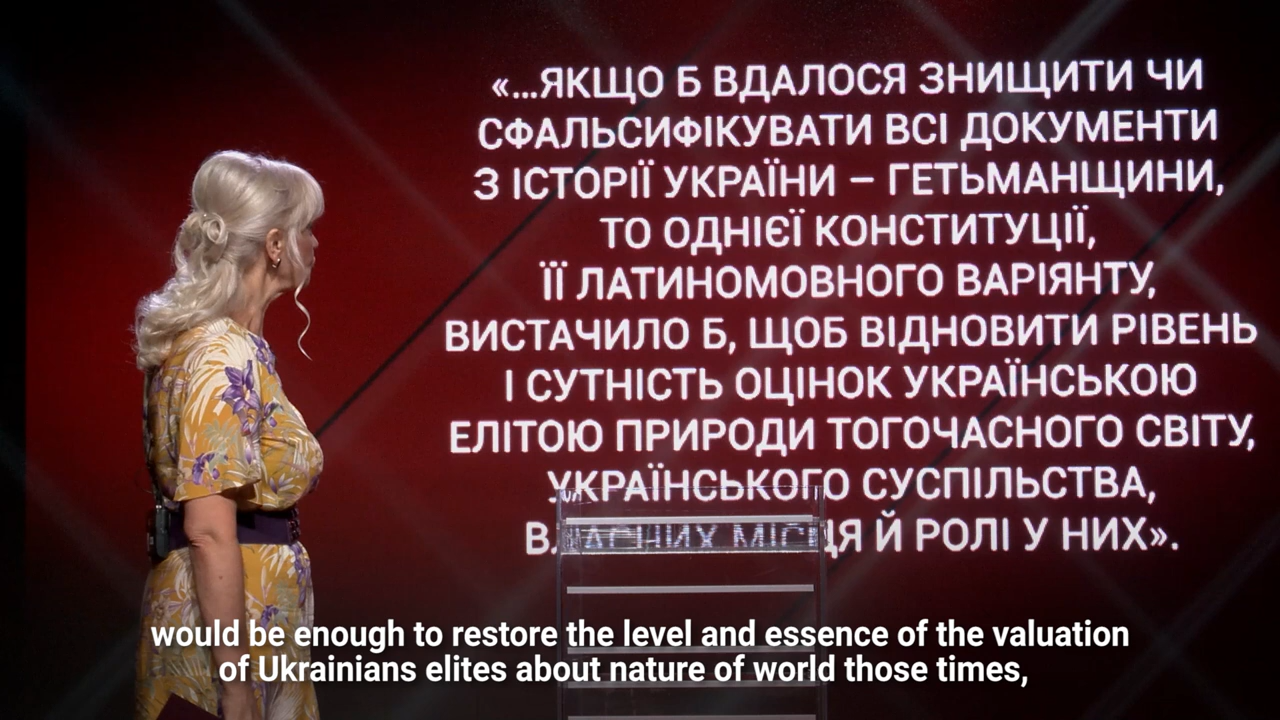 «...ЯКЩО Б ВДАЛОСЯ ЗНИЩИТИ ЧИ
СФАЛЬСИФІКУВАТИ ВСІ ДОКУМЕНТИ
З ІСТОРІЇ УКРАЇНИ – ГЕТЬМАНЩИНИ,
ТО ОДНІЄЇ КОНСТИТУЦІЇ,
ЇЇ ЛАТИНОМОВНОГО ВАРІЯНТУ,
ВИСТАЧИЛО Б, ЩОБ ВІДНОВИТИ РІВЕНЬ
І СУТНІСТЬ ОЦІНОК УКРАЇНСЬКОЮ
ЕЛІТОЮ ПРИРОДИ ТОГОЧАСНОГО СВІТУ,
УКРАЇНСЬКОГО СУСПІЛЬСТВА,
ВЛАСНИХ МІСЦЯ Й РОЛІ У НИХ».
would be enough to restore the level and essence of the valuation
of Ukrainians elites about nature of world those times,